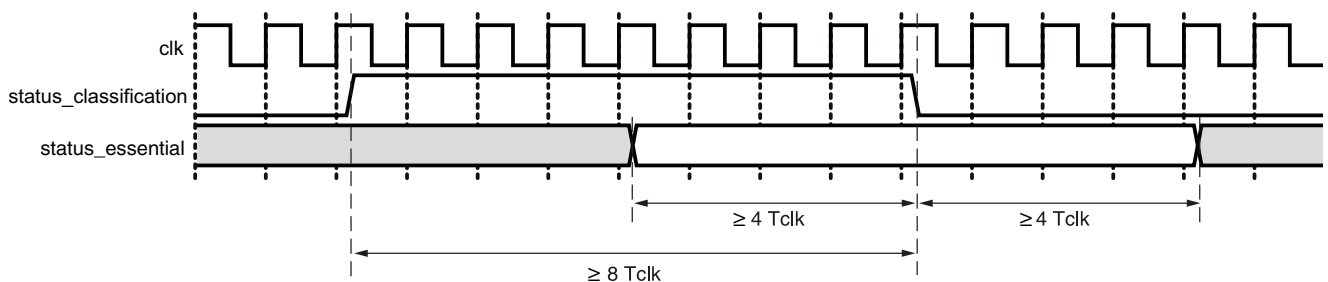 clk
status_classification
status_essential
≥ 4 Tclk
≥ 4 Tclk
≥ 8 Tclk